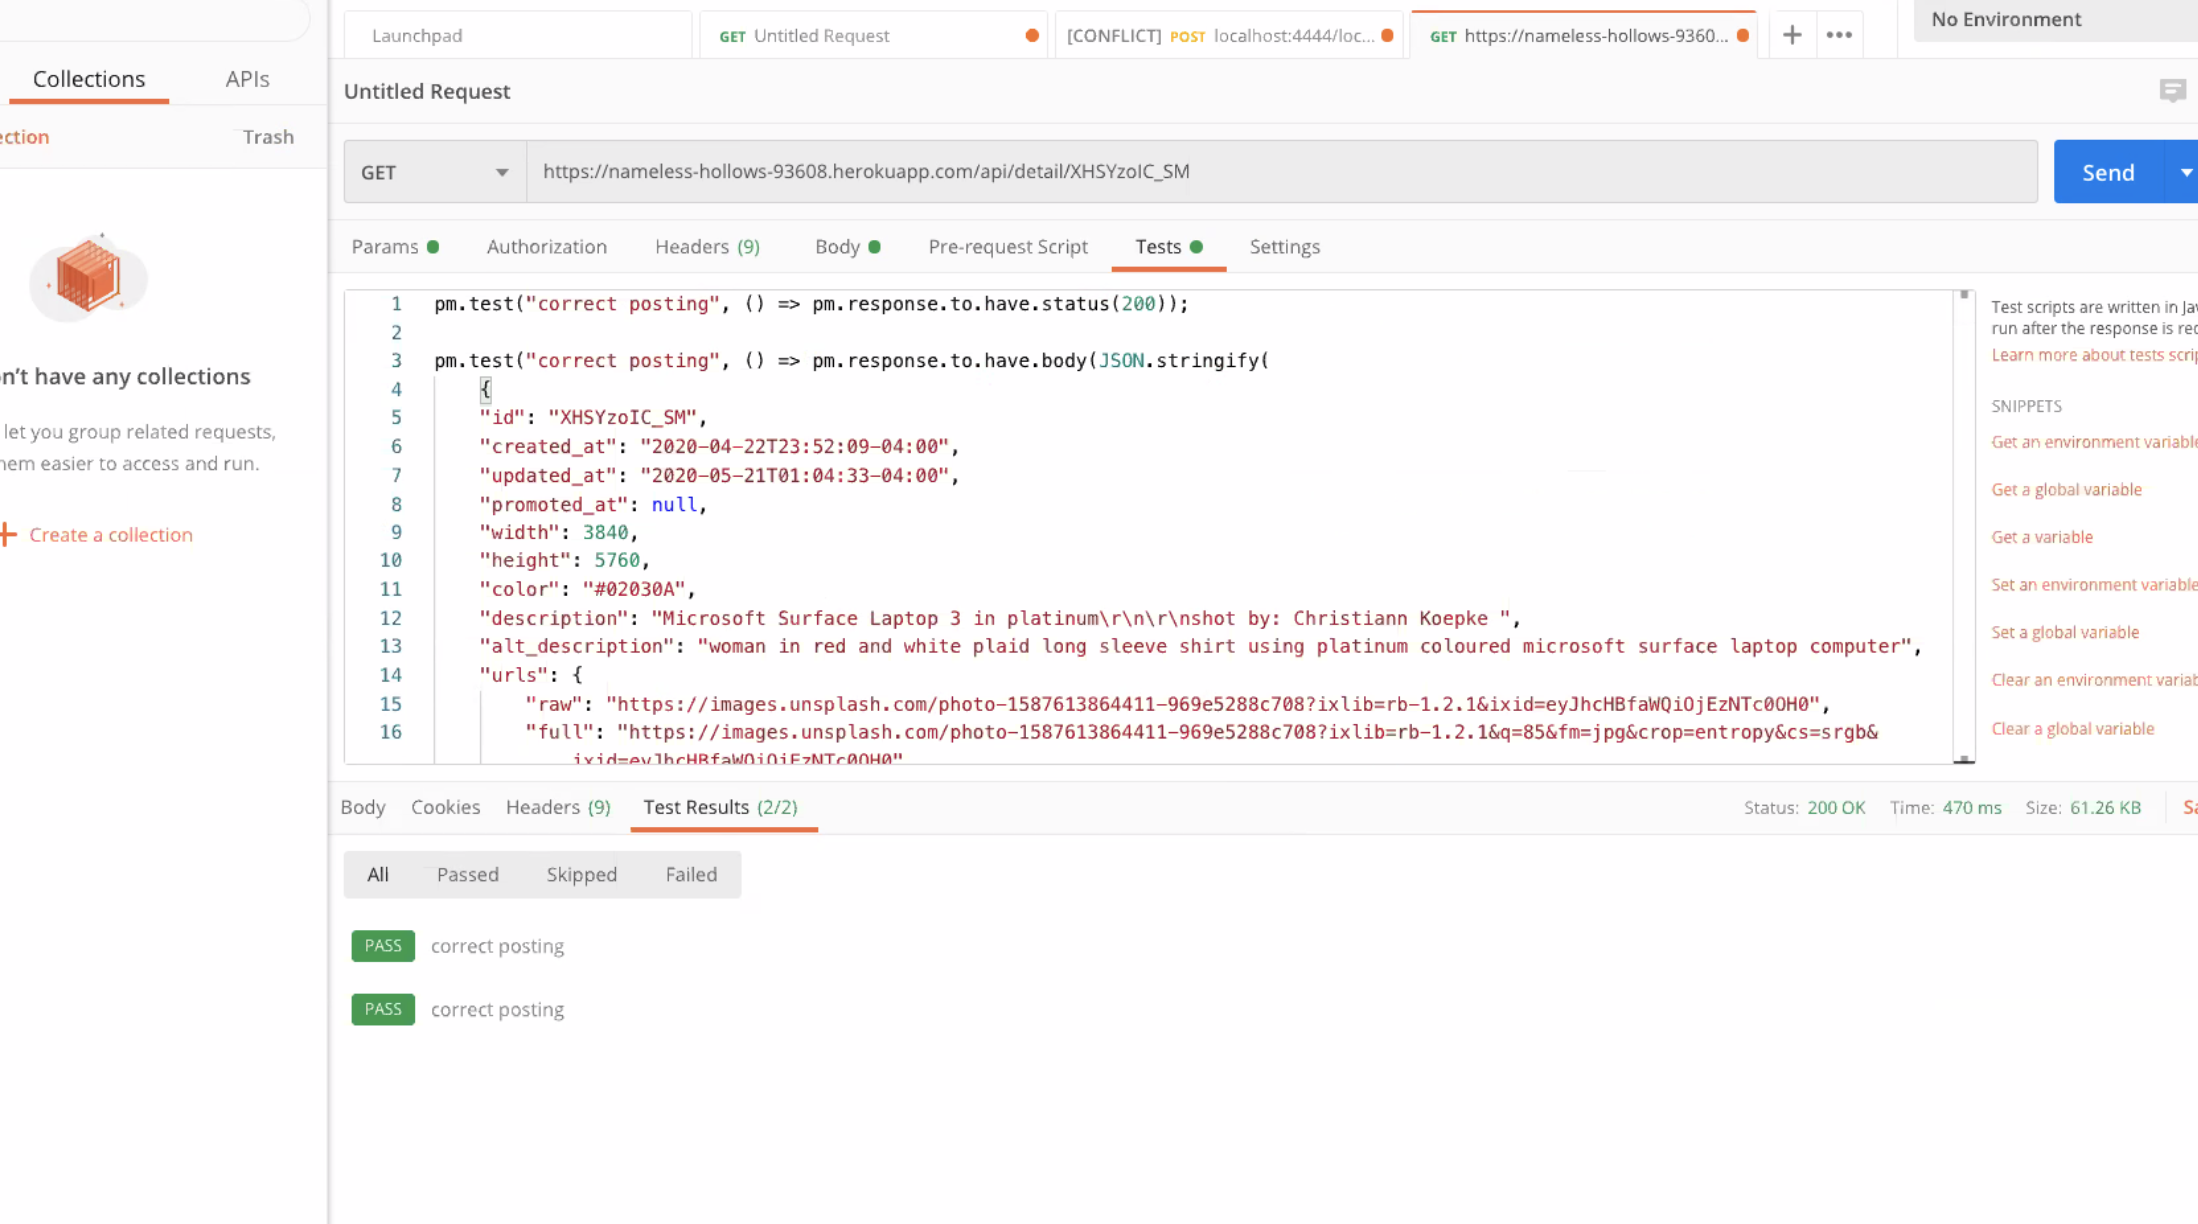 Launchpad
GET Untitled Request
[CONFLICT] POST localhost:4444/loc...
GET https://nameless-hollows-9360...
No Environment
Collections
APIs
Untitled Request
ection
Trash
GET
https://nameless-hollows-93608.herokuapp.com/api/detail/XHSYzoIC_SM
Send
Params
Authorization
Headers (9)
Body
Pre-request Script
Tests
Settings
n't have any collections
let you group related requests,
hem easier to access and run.
Create a collection
1 pm.test("correct posting", () => pm.response.to.have.status(200));
2
3 pm.test("correct posting", () => pm.response.to.have.body(JSON.stringify(
4 {
5 "id": "XHSYzoIC_SM",
6 "created_at": "2020-04-22T23:52:09-04:00",
7 "updated_at": "2020-05-21T01:04:33-04:00",
8 "promoted_at": null,
9 "width": 3840,
10 "height": 5760,
11 "color": "#02030A",
12 "description": "Microsoft Surface Laptop 3 in platinum\r\n\r\nshot by: Christiann Koepke ",
13 "alt_description": "woman in red and white plaid long sleeve shirt using platinum coloured microsoft surface laptop computer",
14 "urls": {
15 "raw": "https://images.unsplash.com/photo-1587613864411-969e5288c708?ixlib=rb-1.2.1&ixid=eyJhcHBfaWQiOjEzNTc0OH0",
16 "full": "https://images.unsplash.com/photo-1587613864411-969e5288c708?ixlib=rb-1.2.1&q=85&fm=jpg&crop=entropy&cs=srgb&
ixid=eyJhcHBfaWQiOjEzNTc0OH0"
Test scripts are written in Jav
run after the response is rec
Learn more about tests scrip
SNIPPETS
Get an environment variable
Get a global variable
Get a variable
Set an environment variable
Set a global variable
Clear an environment variab
Clear a global variable
Body
Cookies
Headers (9)
Test Results (2/2)
Status: 200 OK
Time: 470 ms
Size: 61.26 KB
Sa
All
Passed
Skipped
Failed
PASS correct posting
PASS correct posting